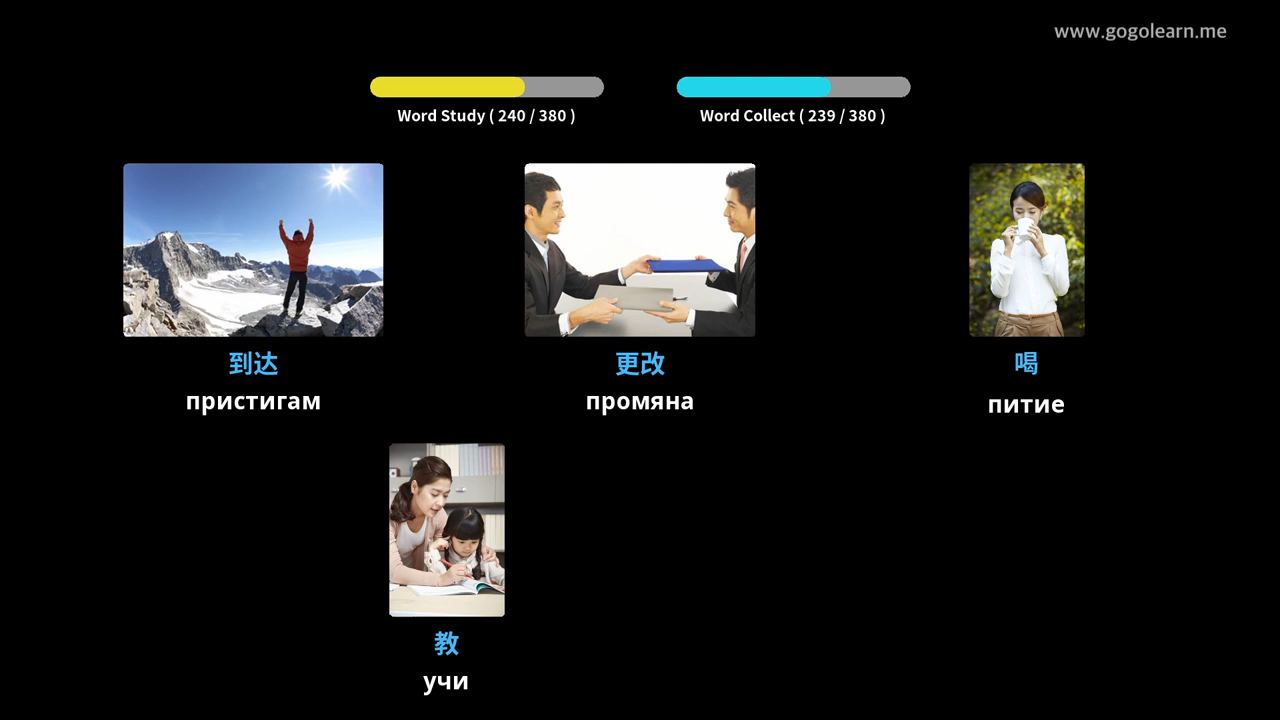 www.gogolearn.me
Word Study ( 240 / 380 )
Word Collect ( 239 / 380 )
到达
更改
喝
пристигам
промяна
питие
教
учи